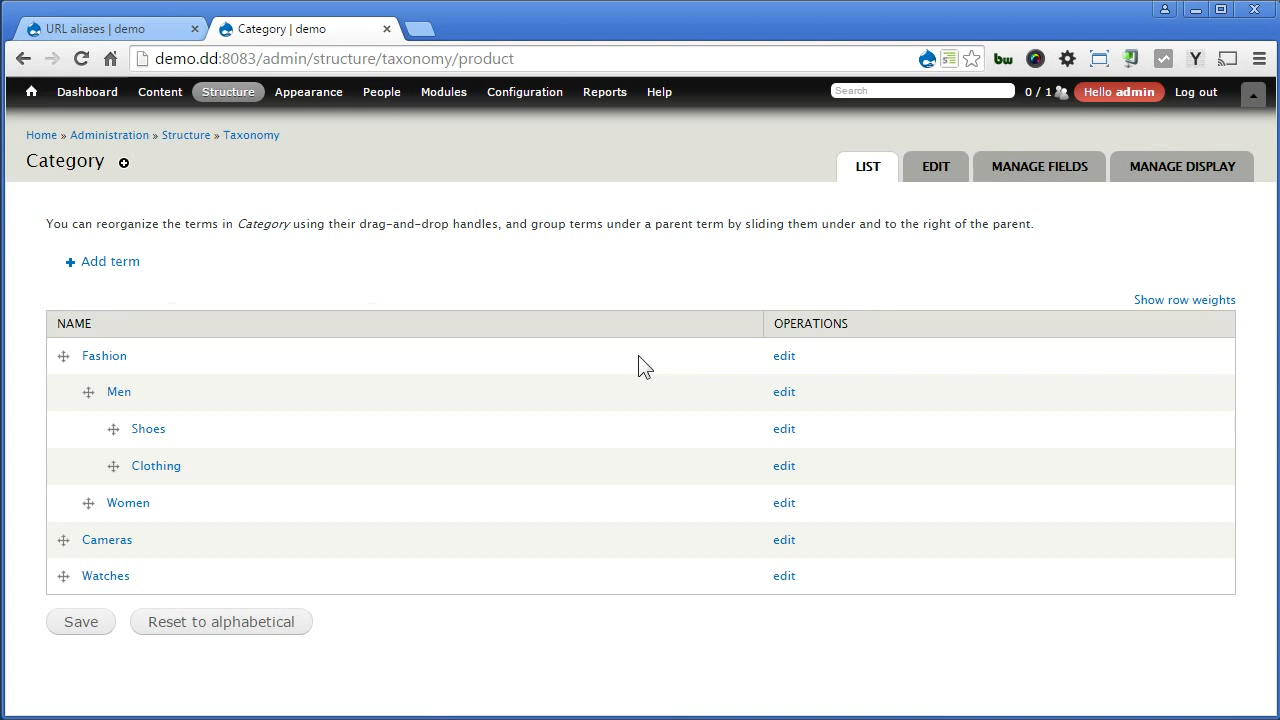 URL aliases | demo
Category | demo
demo.dd:8083/admin/structure/taxonomy/product
Dashboard Content Structure Appearance People Modules Configuration Reports Help Search 0 / 1 Hello admin Log out
Home » Administration » Structure » Taxonomy
Category
LIST EDIT MANAGE FIELDS MANAGE DISPLAY
You can reorganize the terms in Category using their drag-and-drop handles, and group terms under a parent term by sliding them under and to the right of the parent.
Add term
Show row weights
NAME OPERATIONS
Fashion edit
Men edit
Shoes edit
Clothing edit
Women edit
Cameras edit
Watches edit
Save Reset to alphabetical